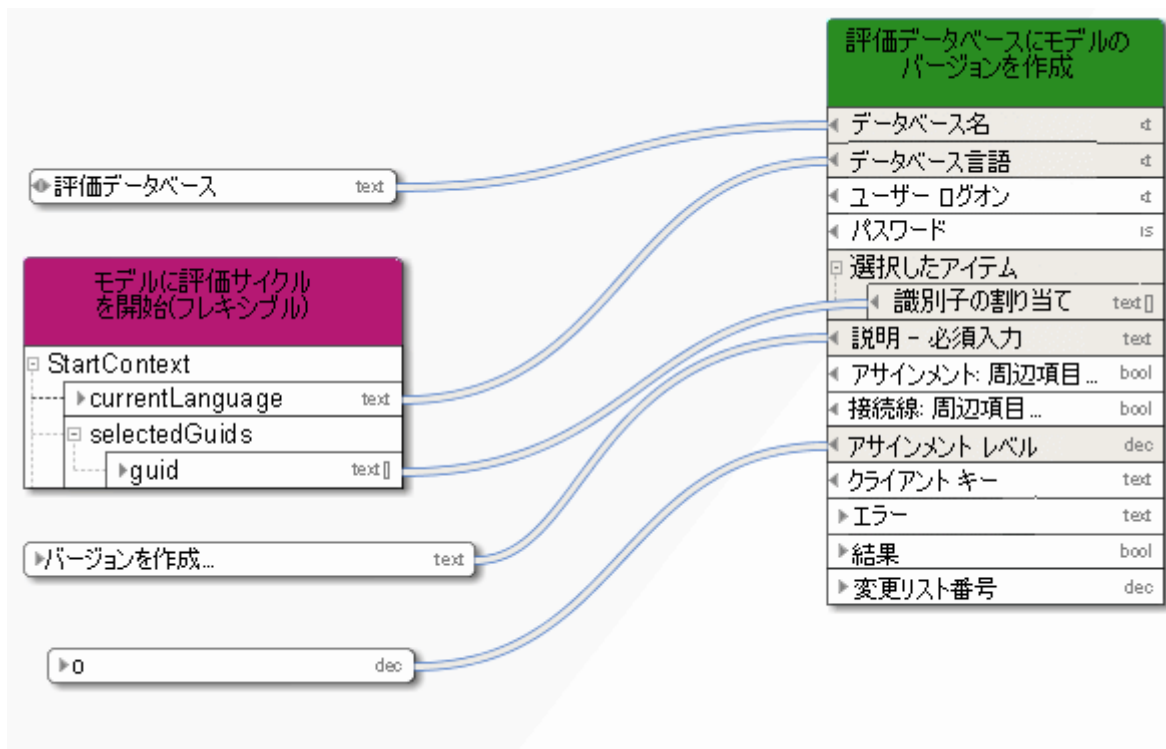 評価データベース text
モデルに評価サイクル
を開始(フレキシブル)
StartContext
currentLanguage text
selectedGuids
guid text[]
バージョンを作成... text
0 dec
評価データベースにモデルの
バージョンを作成
データベース名
データベース言語
ユーザー ログオン
パスワード
選択したアイテム
識別子の割り当て text[]
説明 - 必須入力 text
アサインメント: 周辺項目... bool
接続線: 周辺項目... bool
アサインメント レベル dec
クライアント キー text
エラー text
結果 bool
変更リスト番号 dec